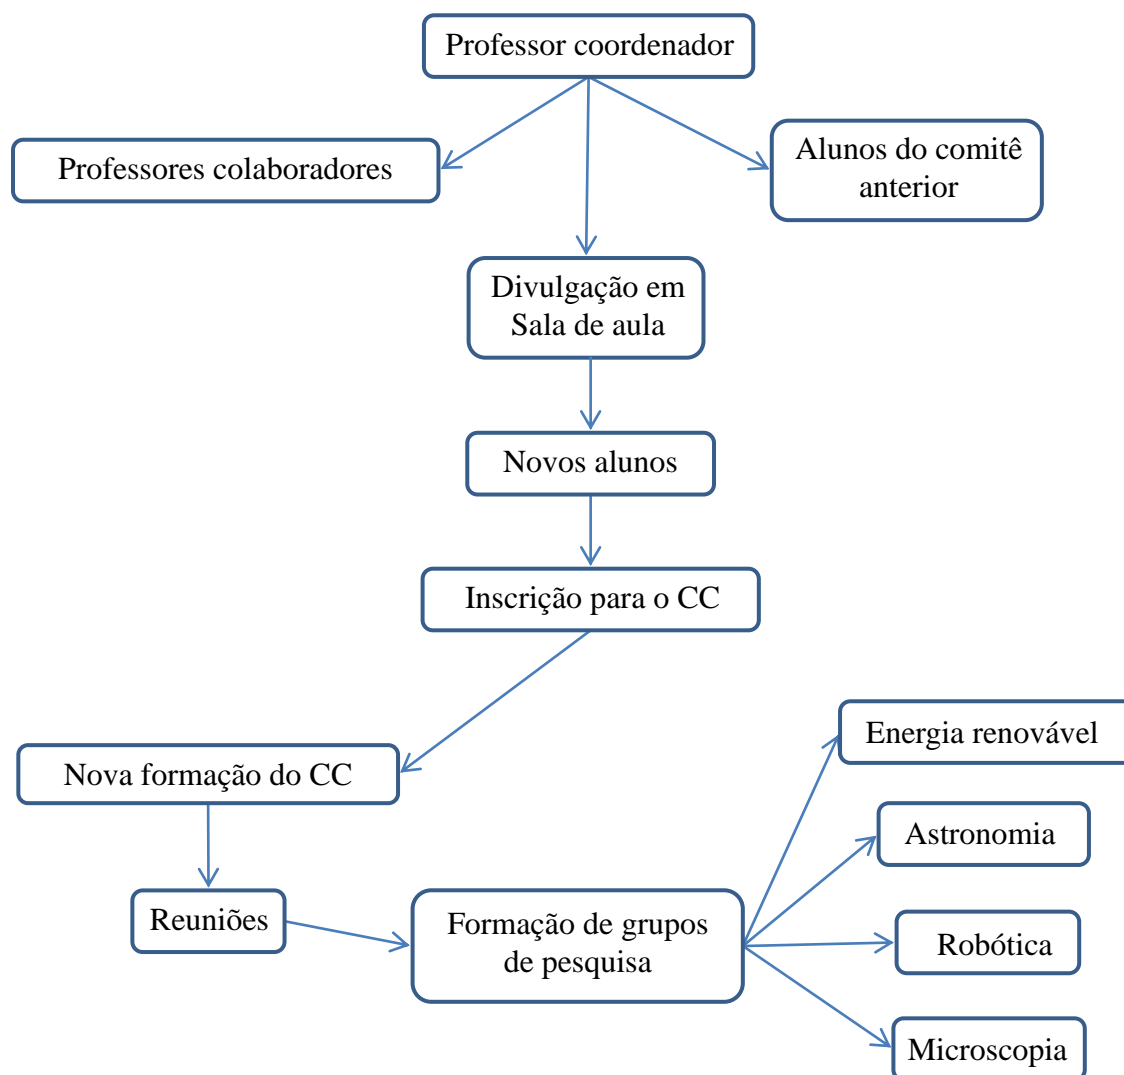 Professor coordenador
Professores colaboradores
Alunos do comitê
anterior
Divulgação em
Sala de aula
Novos alunos
Inscrição para o CC
Energia renovável
Nova formação do CC
Astronomia
Reuniões
Formação de grupos
de pesquisa
Robótica
Microscopia